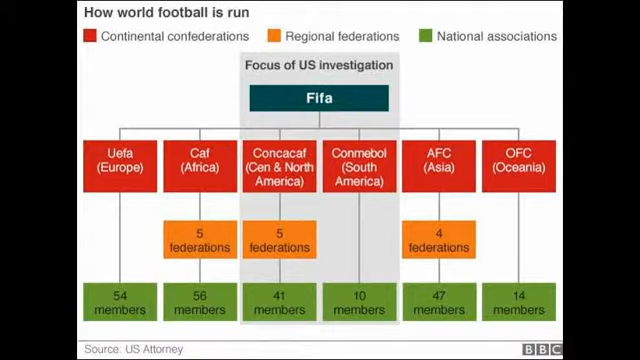 How world football is run
Continental confederations
Regional federations
National associations
Focus of US investigation
Fifa
Uefa
(Europe)
Caf
(Africa)
Concacaf
(Cen & North
America)
Conmebol
(South
America)
AFC
(Asia)
OFC
(Oceania)
5
federations
5
federations
4
federations
54
members
56
members
41
members
10
members
47
members
14
members
Source: US Attorney
BBC